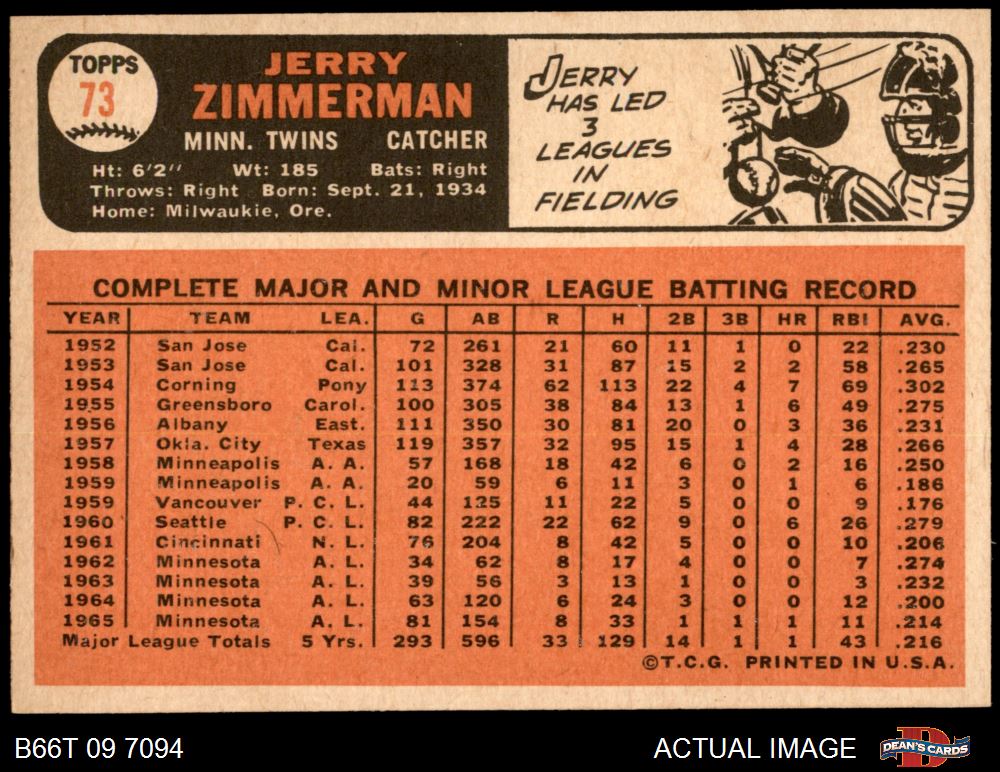 TOPPS
73
JERRY
ZIMMERMAN
MINN. TWINS CATCHER
Ht: 6'2" Wt: 185 Bats: Right
Throws: Right Born: Sept. 21, 1934
Home: Milwaukie, Ore.
JERRY
HAS LED
3
LEAGUES
IN
FIELDING
COMPLETE MAJOR AND MINOR LEAGUE BATTING RECORD
YEAR TEAM LEA. G AB R H 2B 3B HR RBI AVG.
1952 San Jose Cal. 72 261 21 60 11 1 0 22 .230
1953 San Jose Cal. 101 328 31 87 15 2 2 58 .265
1954 Corning Pony 113 374 62 113 22 4 7 69 .302
1955 Greensboro Carol. 100 305 38 84 13 1 6 49 .275
1956 Albany East. 111 350 30 81 20 0 3 36 .231
1957 Okla. City Texas 119 357 32 95 15 1 4 28 .266
1958 Minneapolis A. A. 57 168 18 42 6 0 2 16 .250
1959 Minneapolis A. A. 20 59 6 11 3 0 1 6 .186
1959 Vancouver P. C. L. 44 125 11 22 5 0 0 9 .176
1960 Seattle P. C. L. 82 222 22 62 9 0 6 26 .279
1961 Cincinnati N. L. 76 204 8 42 5 0 0 10 .206
1962 Minnesota A. L. 34 62 8 17 4 0 0 7 .274
1963 Minnesota A. L. 39 56 3 13 1 0 0 3 .232
1964 Minnesota A. L. 63 120 6 24 3 0 0 12 .200
1965 Minnesota A. L. 81 154 8 33 1 1 1 11 .214
Major League Totals 5 Yrs. 293 596 33 129 14 1 1 43 .216
©T.C.G. PRINTED IN U.S.A.
B66T 09 7094 ACTUAL IMAGE DEAN'S CARDS